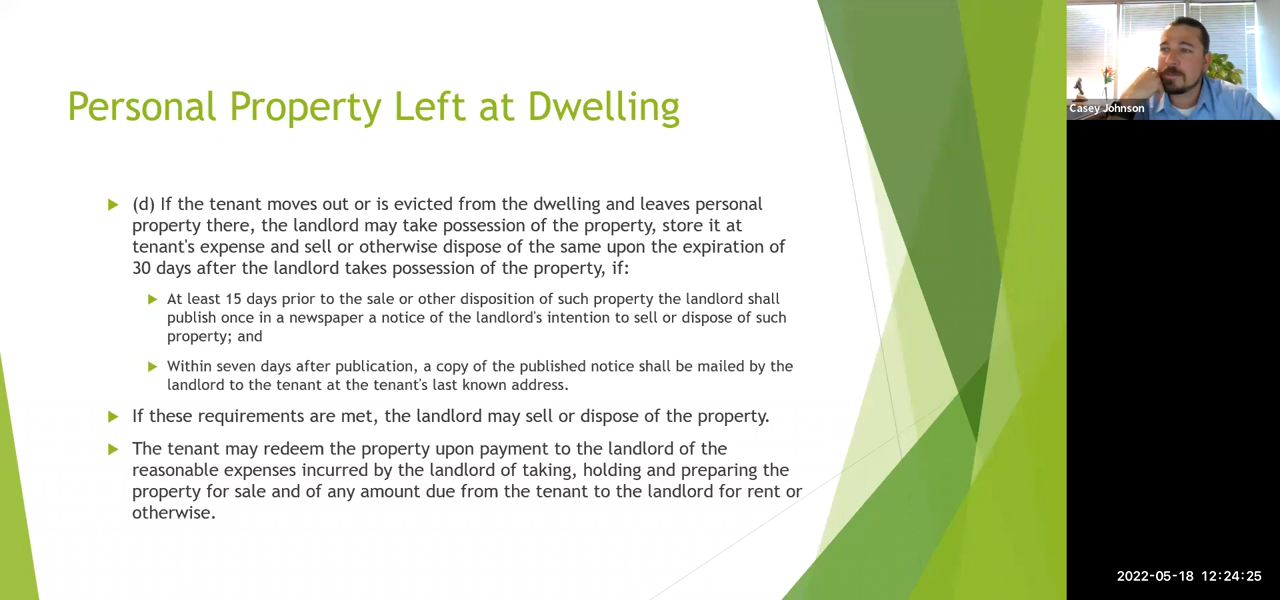 Personal Property Left at Dwelling
(d) If the tenant moves out or is evicted from the dwelling and leaves personal
property there, the landlord may take possession of the property, store it at
tenant's expense and sell or otherwise dispose of the same upon the expiration of
30 days after the landlord takes possession of the property, if:
At least 15 days prior to the sale or other disposition of such property the landlord shall
publish once in a newspaper a notice of the landlord's intention to sell or dispose of such
property; and
Within seven days after publication, a copy of the published notice shall be mailed by the
landlord to the tenant at the tenant's last known address.
If these requirements are met, the landlord may sell or dispose of the property.
The tenant may redeem the property upon payment to the landlord of the
reasonable expenses incurred by the landlord of taking, holding and preparing the
property for sale and of any amount due from the tenant to the landlord for rent or
otherwise.
Casey Johnson
2022-05-18 12:24:25